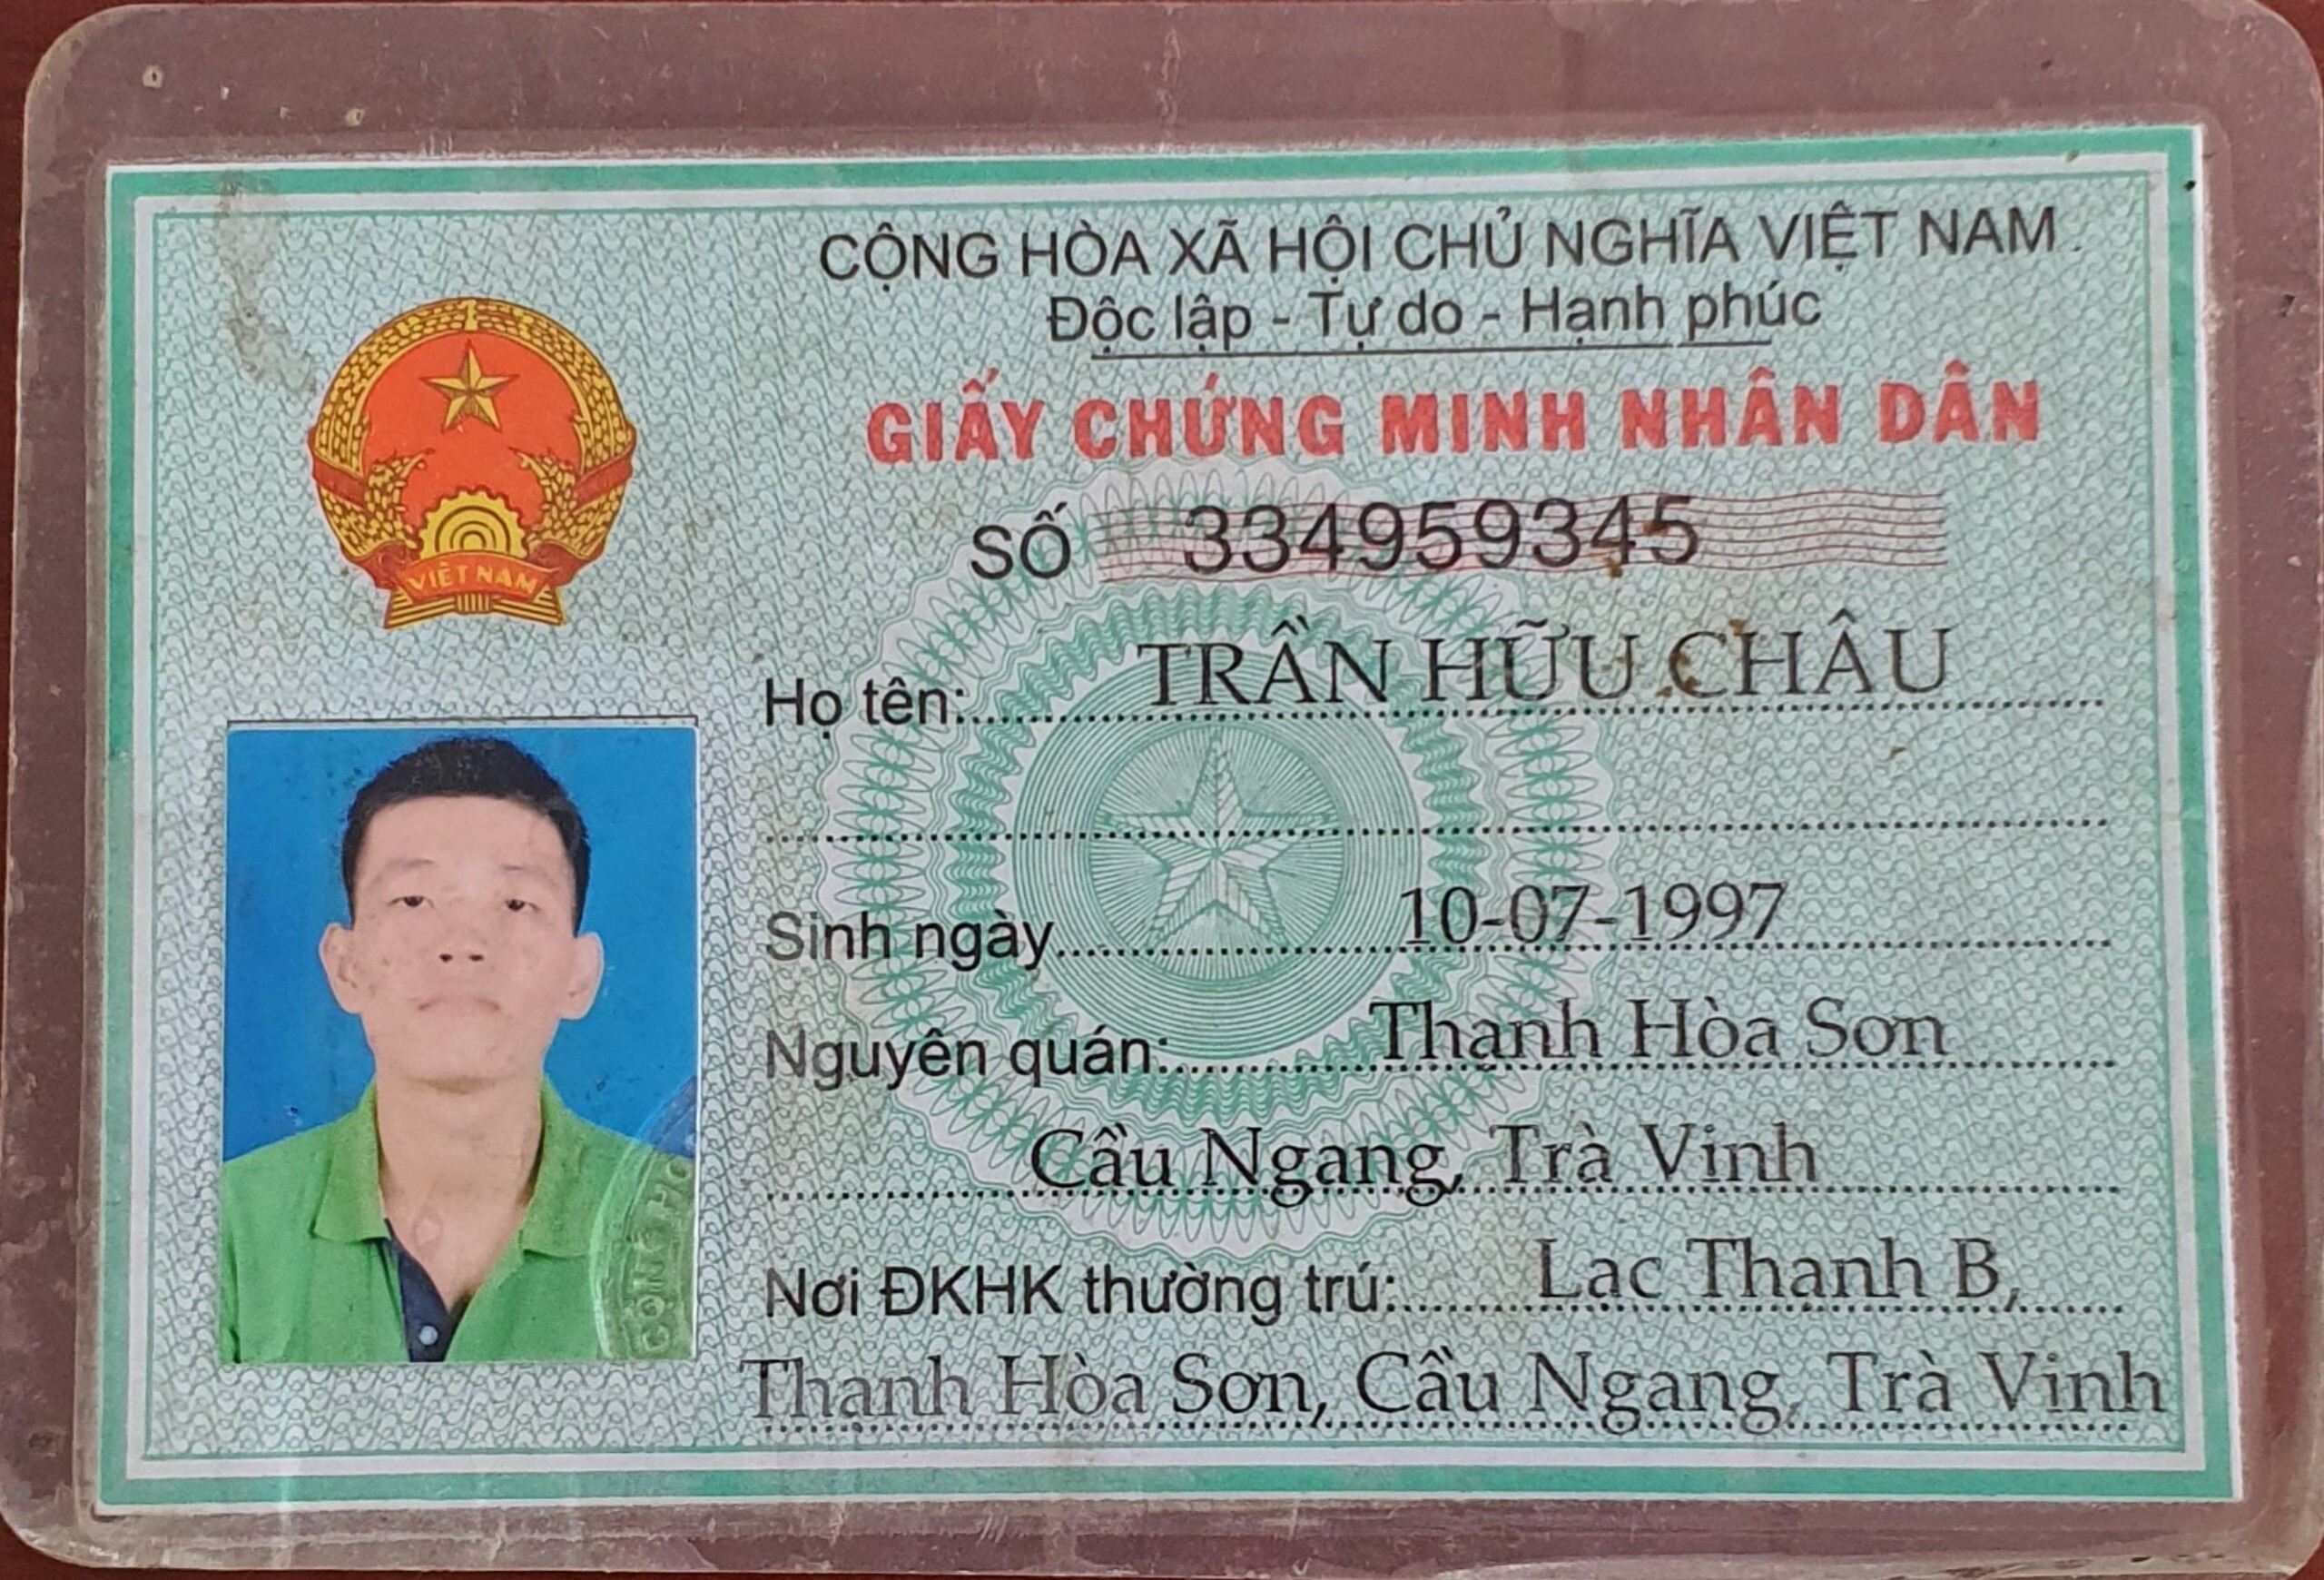 CỘNG HÒA XÃ HỘI CHỦ NGHĨA VIỆT NAM
Độc lập - Tự do - Hạnh phúc
GIẤY CHỨNG MINH NHÂN DÂN
SỐ 334959345
VIỆT NAM
Họ tên: TRẦN HỮU CHÂU
Sinh ngày 10-07-1997
Nguyên quán: Thạnh Hòa Sơn
Cầu Ngang, Trà Vinh
Nơi ĐKHK thường trú: Lạc Thạnh B,
Thạnh Hòa Sơn, Cầu Ngang, Trà Vinh